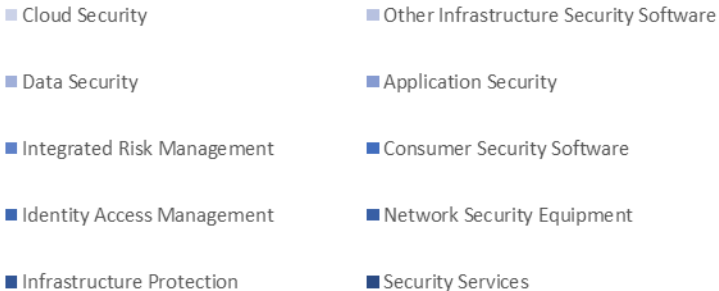 Cloud Security
Other Infrastructure Security Software
Data Security
Application Security
Integrated Risk Management
Consumer Security Software
Identity Access Management
Network Security Equipment
Infrastructure Protection
Security Services